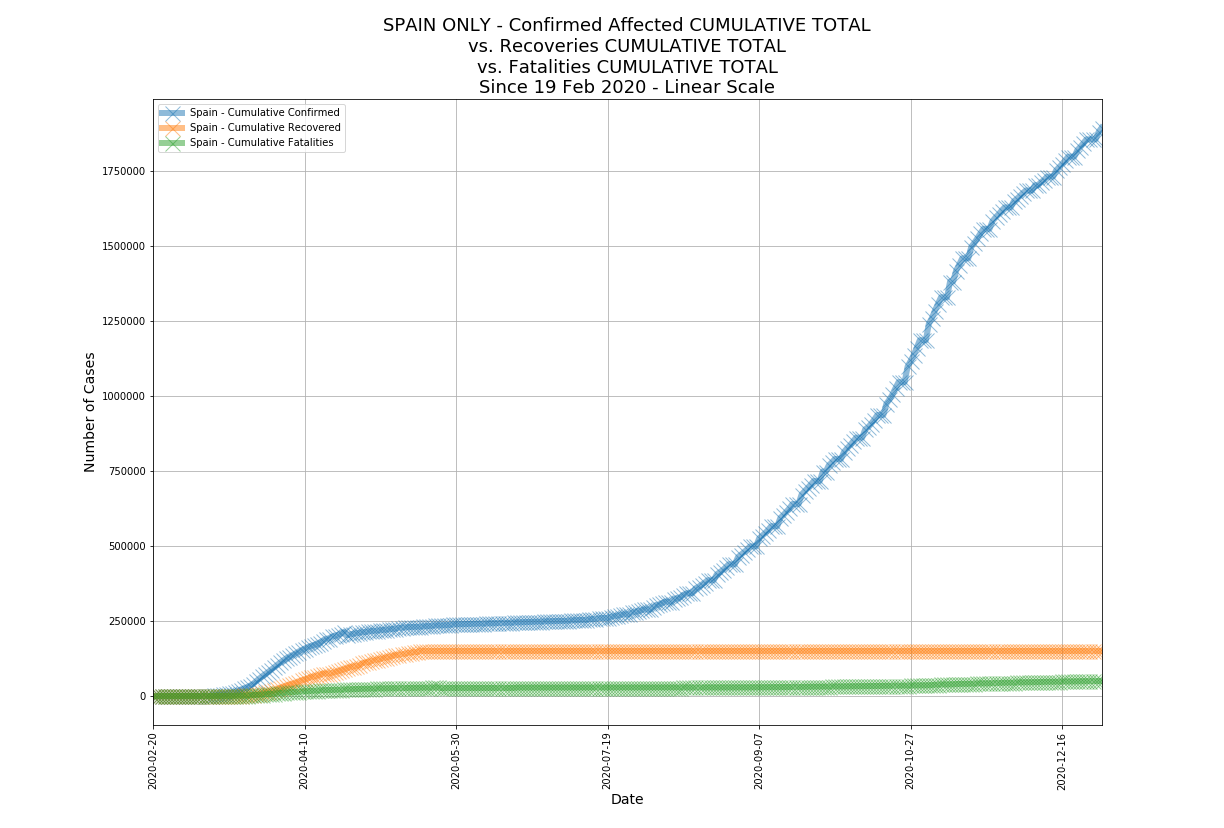 SPAIN ONLY - Confirmed Affected CUMULATIVE TOTAL
vs. Recoveries CUMULATIVE TOTAL
vs. Fatalities CUMULATIVE TOTAL
Since 19 Feb 2020 - Linear Scale
Spain - Cumulative Confirmed
Spain - Cumulative Recovered
Spain - Cumulative Fatalities
Number of Cases
1750000
1500000
1250000
1000000
750000
500000
250000
0
2020-02-20
2020-04-10
2020-05-30
2020-07-19
2020-09-07
2020-10-27
2020-12-16
Date